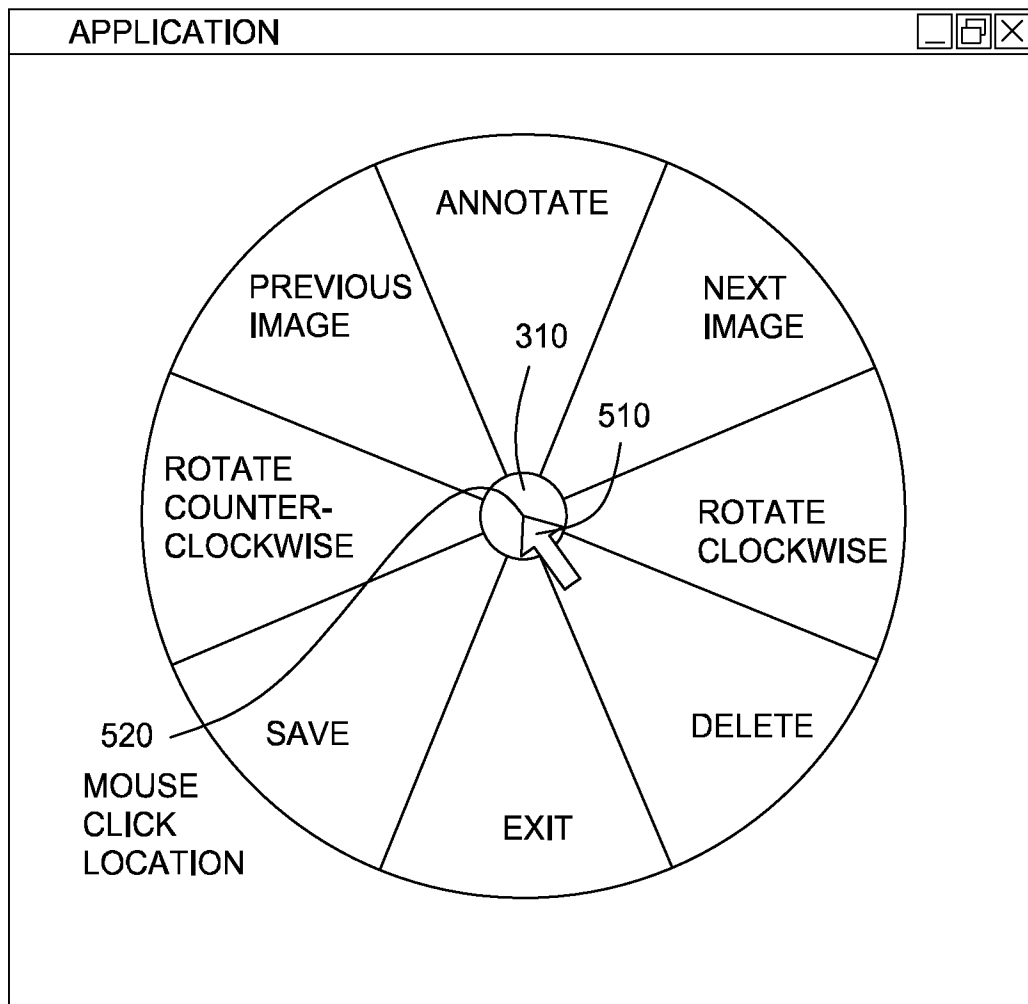 APPLICATION
ANNOTATE
PREVIOUS
IMAGE
NEXT
IMAGE
310
510
ROTATE
COUNTER-
CLOCKWISE
ROTATE
CLOCKWISE
520
MOUSE
CLICK
LOCATION
SAVE
DELETE
EXIT